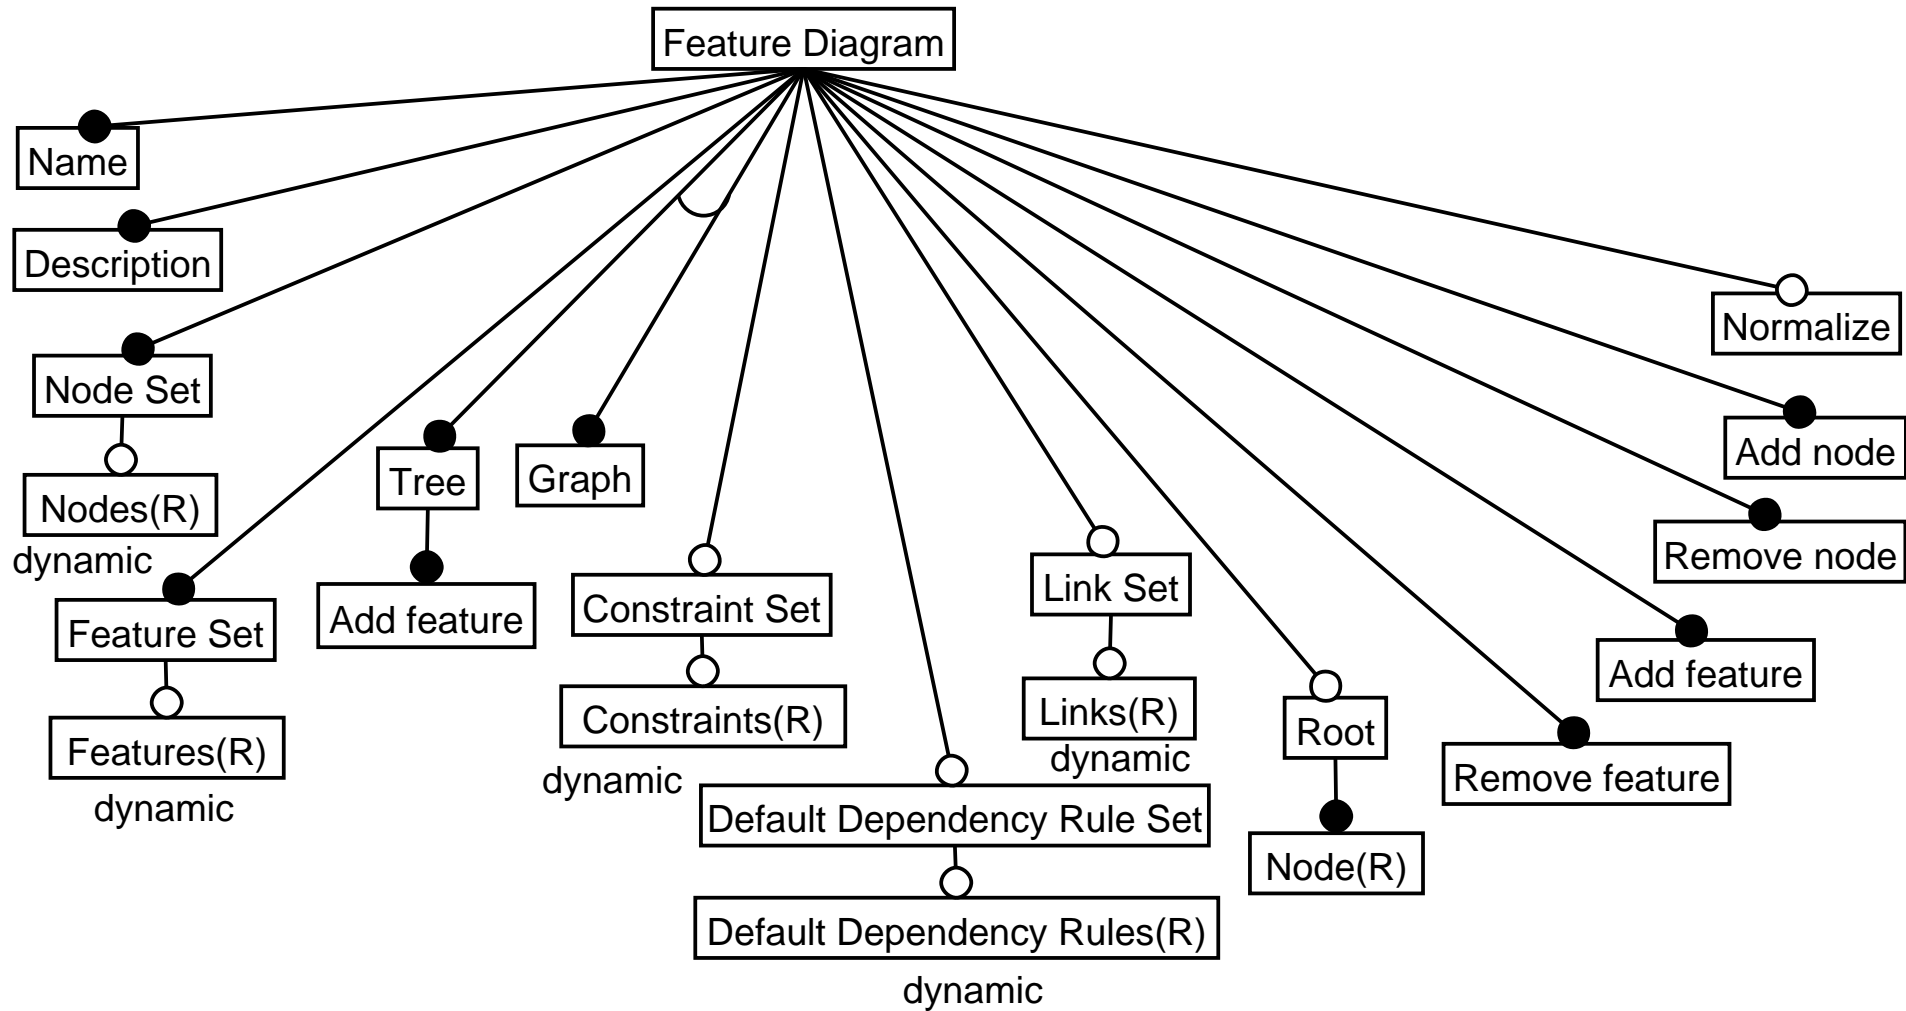 Feature Diagram
Name
Description
Normalize
Node Set
Add node
Nodes(R)
dynamic
Tree
Graph
Remove node
Feature Set
Add feature
Constraint Set
Link Set
Add feature
Features(R)
dynamic
Constraints(R)
dynamic
Links(R)
dynamic
Root
Remove feature
Default Dependency Rule Set
Node(R)
Default Dependency Rules(R)
dynamic